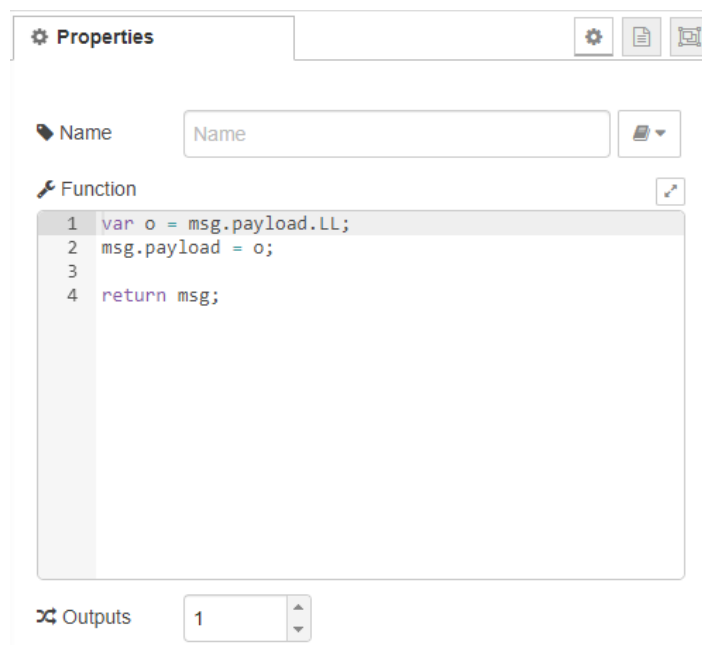 Properties
Name Name
Function
1 var o = msg.payload.LL;
2 msg.payload = o;
3
4 return msg;
Outputs 1